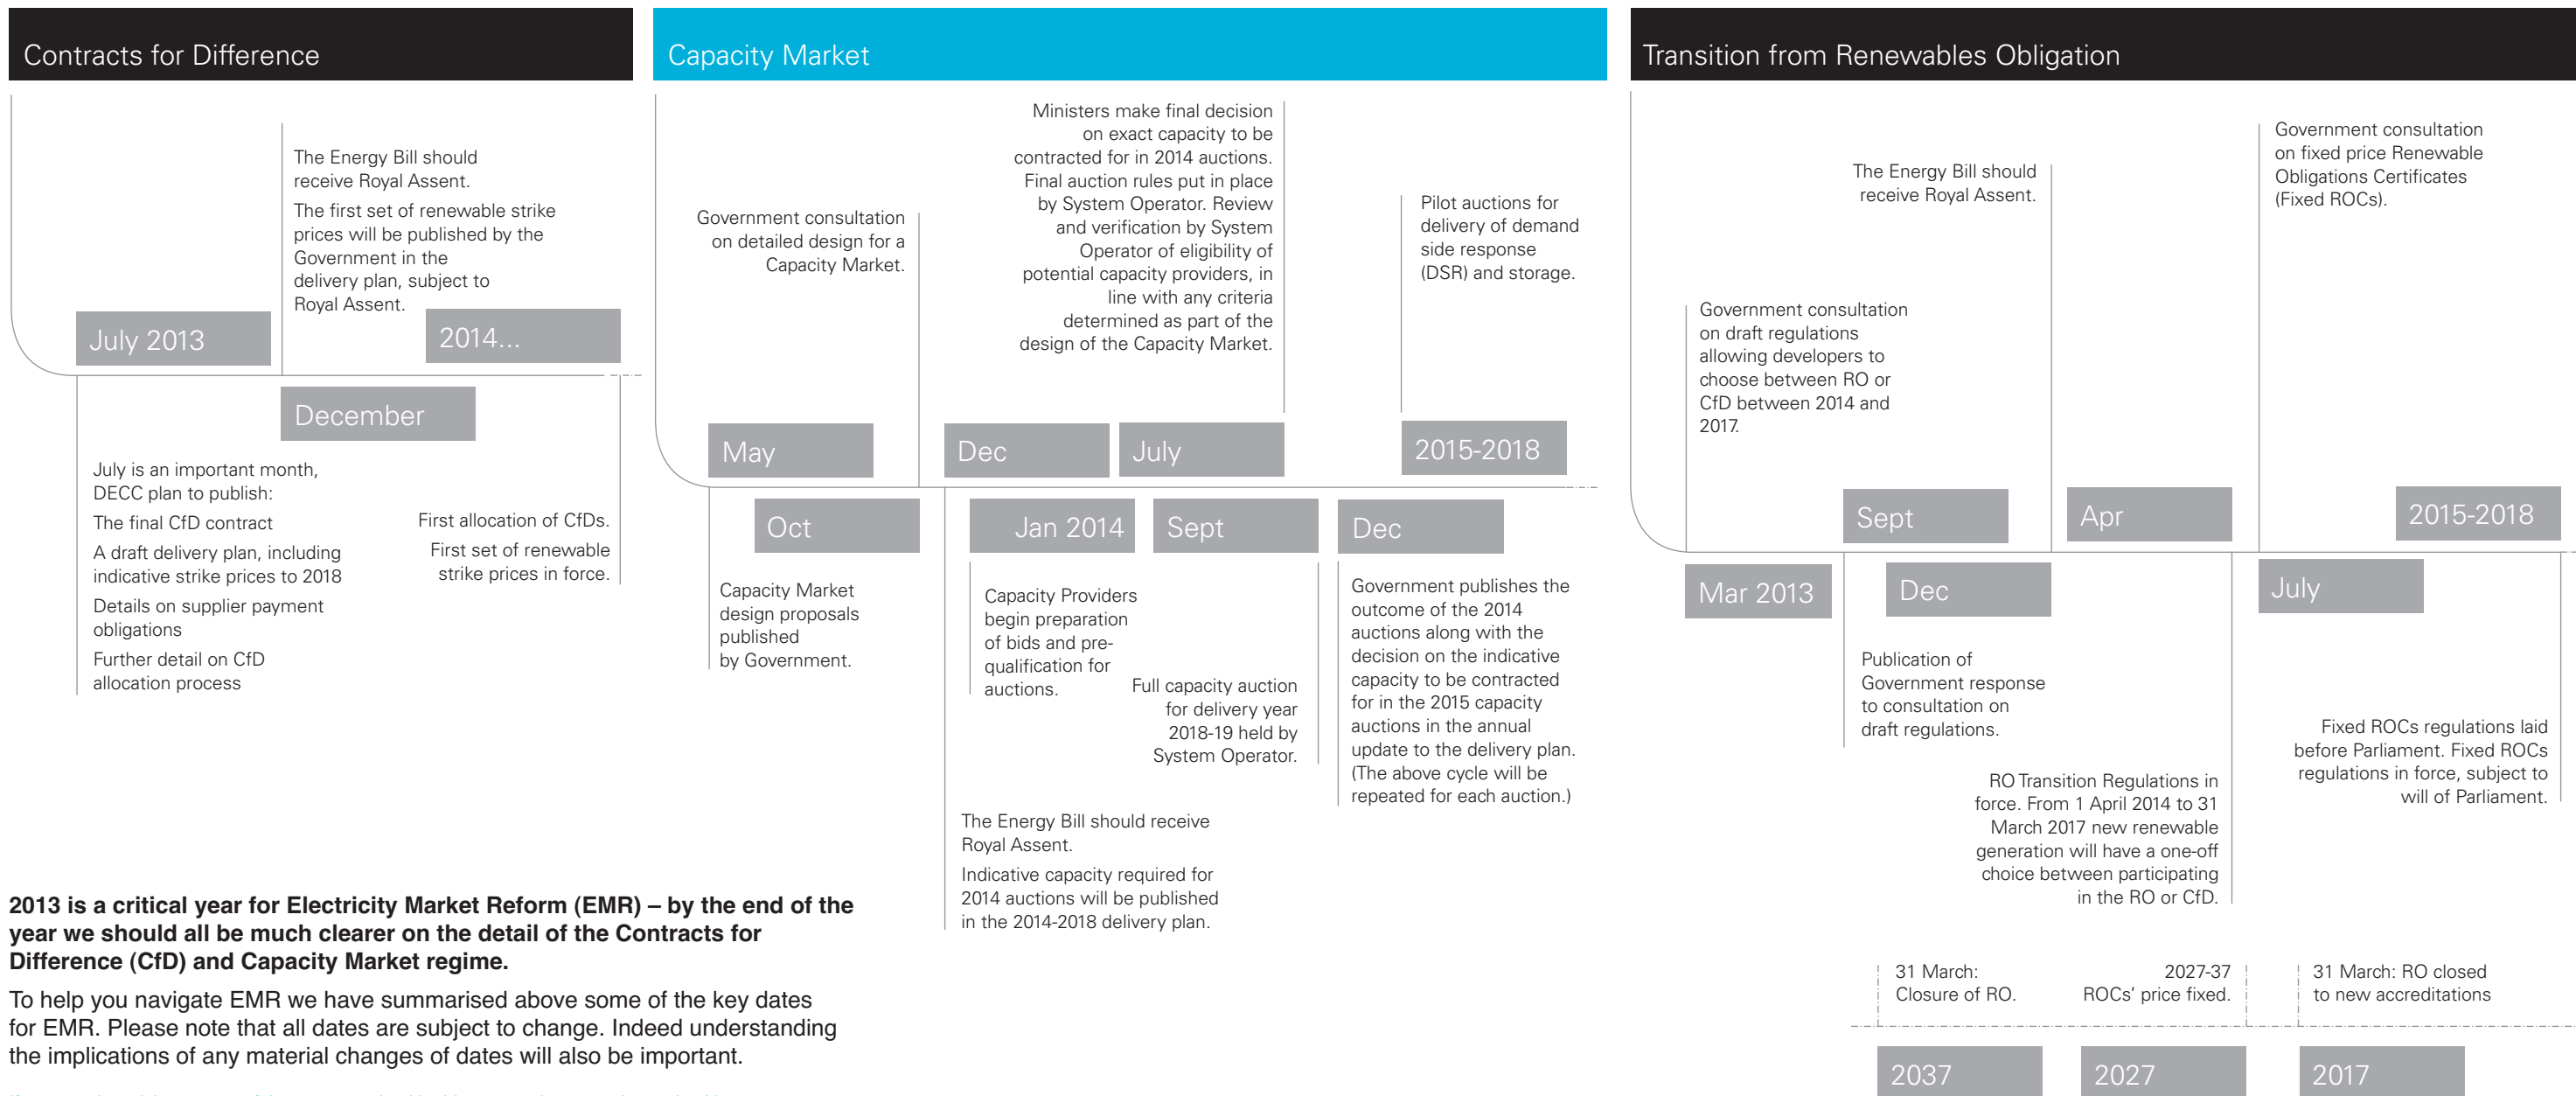 Contracts for Difference
The Energy Bill should
receive Royal Assent.
The first set of renewable strike
prices will be published by the
Government in the
delivery plan, subject to
Royal Assent.
July 2013
2014...
December
July is an important month,
DECC plan to publish:
The final CfD contract
A draft delivery plan, including
indicative strike prices to 2018
Details on supplier payment
obligations
Further detail on CfD
allocation process
First allocation of CfDs.
First set of renewable
strike prices in force.
Capacity Market
Government consultation
on detailed design for a
Capacity Market.
Ministers make final decision
on exact capacity to be
contracted for in 2014 auctions.
Final auction rules put in place
by System Operator. Review
and verification by System
Operator of eligibility of
potential capacity providers, in
line with any criteria
determined as part of the
design of the Capacity Market.
Pilot auctions for
delivery of demand
side response
(DSR) and storage.
May
Dec
July
2015-2018
Oct
Jan 2014
Sept
Dec
Capacity Market
design proposals
published
by Government.
Capacity Providers
begin preparation
of bids and pre-
qualification for
auctions.
Full capacity auction
for delivery year
2018-19 held by
System Operator.
Government publishes the
outcome of the 2014
auctions along with the
decision on the indicative
capacity to be contracted
for in the 2015 capacity
auctions in the annual
update to the delivery plan.
(The above cycle will be
repeated for each auction.)
The Energy Bill should receive
Royal Assent.
Indicative capacity required for
2014 auctions will be published
in the 2014-2018 delivery plan.
Transition from Renewables Obligation
Government consultation
on draft regulations
allowing developers to
choose between RO or
CfD between 2014 and
2017.
The Energy Bill should
receive Royal Assent.
Government consultation
on fixed price Renewable
Obligations Certificates
(Fixed ROCs).
Sept
Apr
2015-2018
Mar 2013
Dec
July
Publication of
Government response
to consultation on
draft regulations.
RO Transition Regulations in
force. From 1 April 2014 to 31
March 2017 new renewable
generation will have a one-off
choice between participating
in the RO or CfD.
Fixed ROCs regulations laid
before Parliament. Fixed ROCs
regulations in force, subject to
will of Parliament.
31 March:
Closure of RO.
2027-37
ROCs' price fixed.
31 March: RO closed
to new accreditations
2037
2027
2017
2013 is a critical year for Electricity Market Reform (EMR) – by the end of the
year we should all be much clearer on the detail of the Contracts for
Difference (CfD) and Capacity Market regime.
To help you navigate EMR we have summarised above some of the key dates
for EMR. Please note that all dates are subject to change. Indeed understanding
the implications of any material changes of dates will also be important.